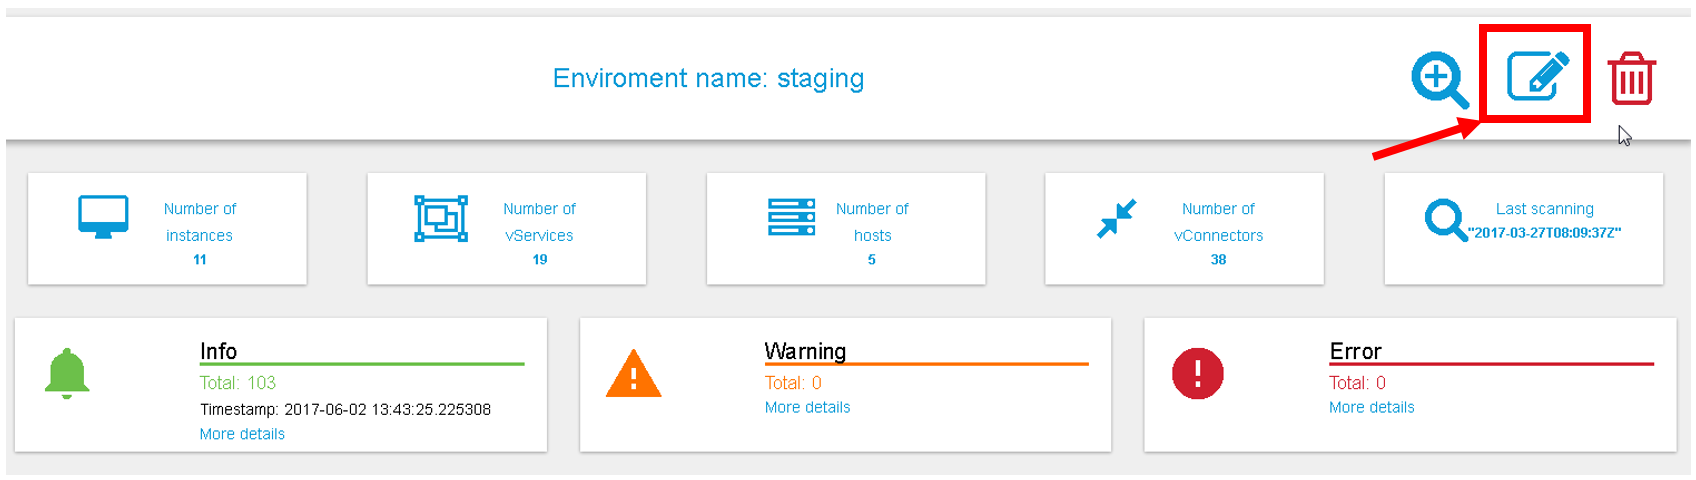 Enviroment name: staging
Number of
instances
11
Number of
vServices
19
Number of
hosts
5
Number of
vConnectors
38
Last scanning
"2017-03-27T08:09:37Z"
Info
Total: 103
Timestamp: 2017-06-02 13:43:25.225308
More details
Warning
Total: 0
More details
Error
Total: 0
More details